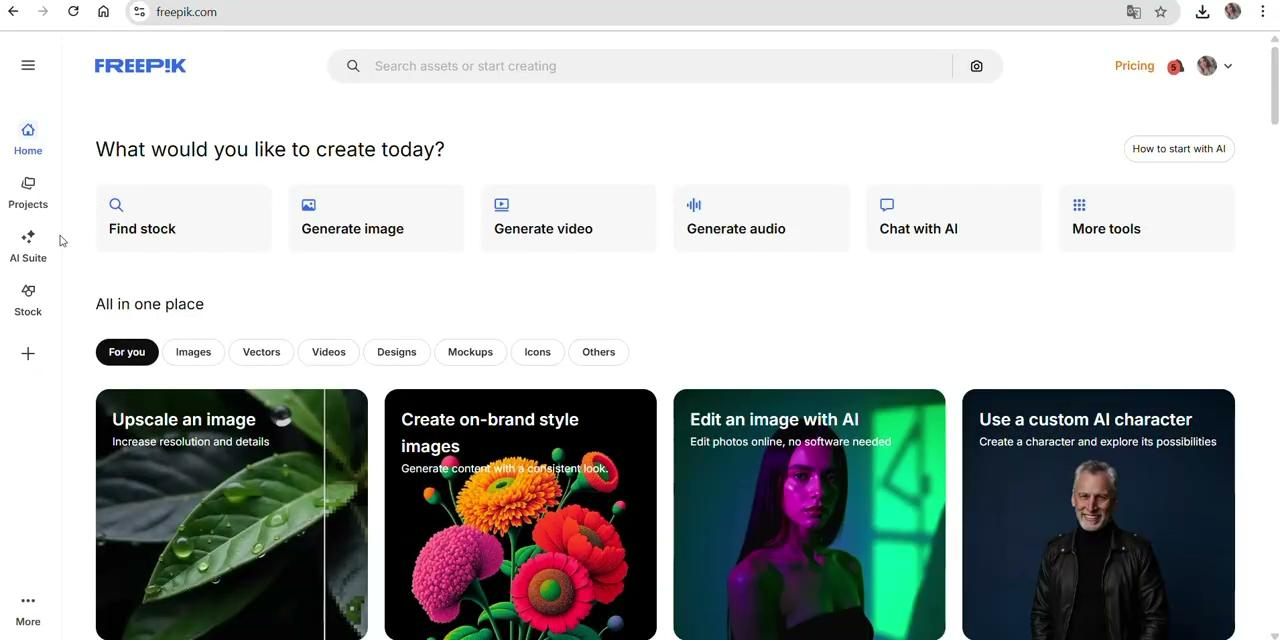 freepik.com
FREEP!K
Search assets or start creating
Pricing
5
What would you like to create today?
How to start with AI
Home
Projects
AI Suite
Stock
More
Find stock
Generate image
Generate video
Generate audio
Chat with AI
More tools
All in one place
For you
Images
Vectors
Videos
Designs
Mockups
Icons
Others
Upscale an image
Increase resolution and details
Create on-brand style
images
Generate content with a consistent look.
Edit an image with AI
Edit photos online, no software needed
Use a custom AI character
Create a character and explore its possibilities